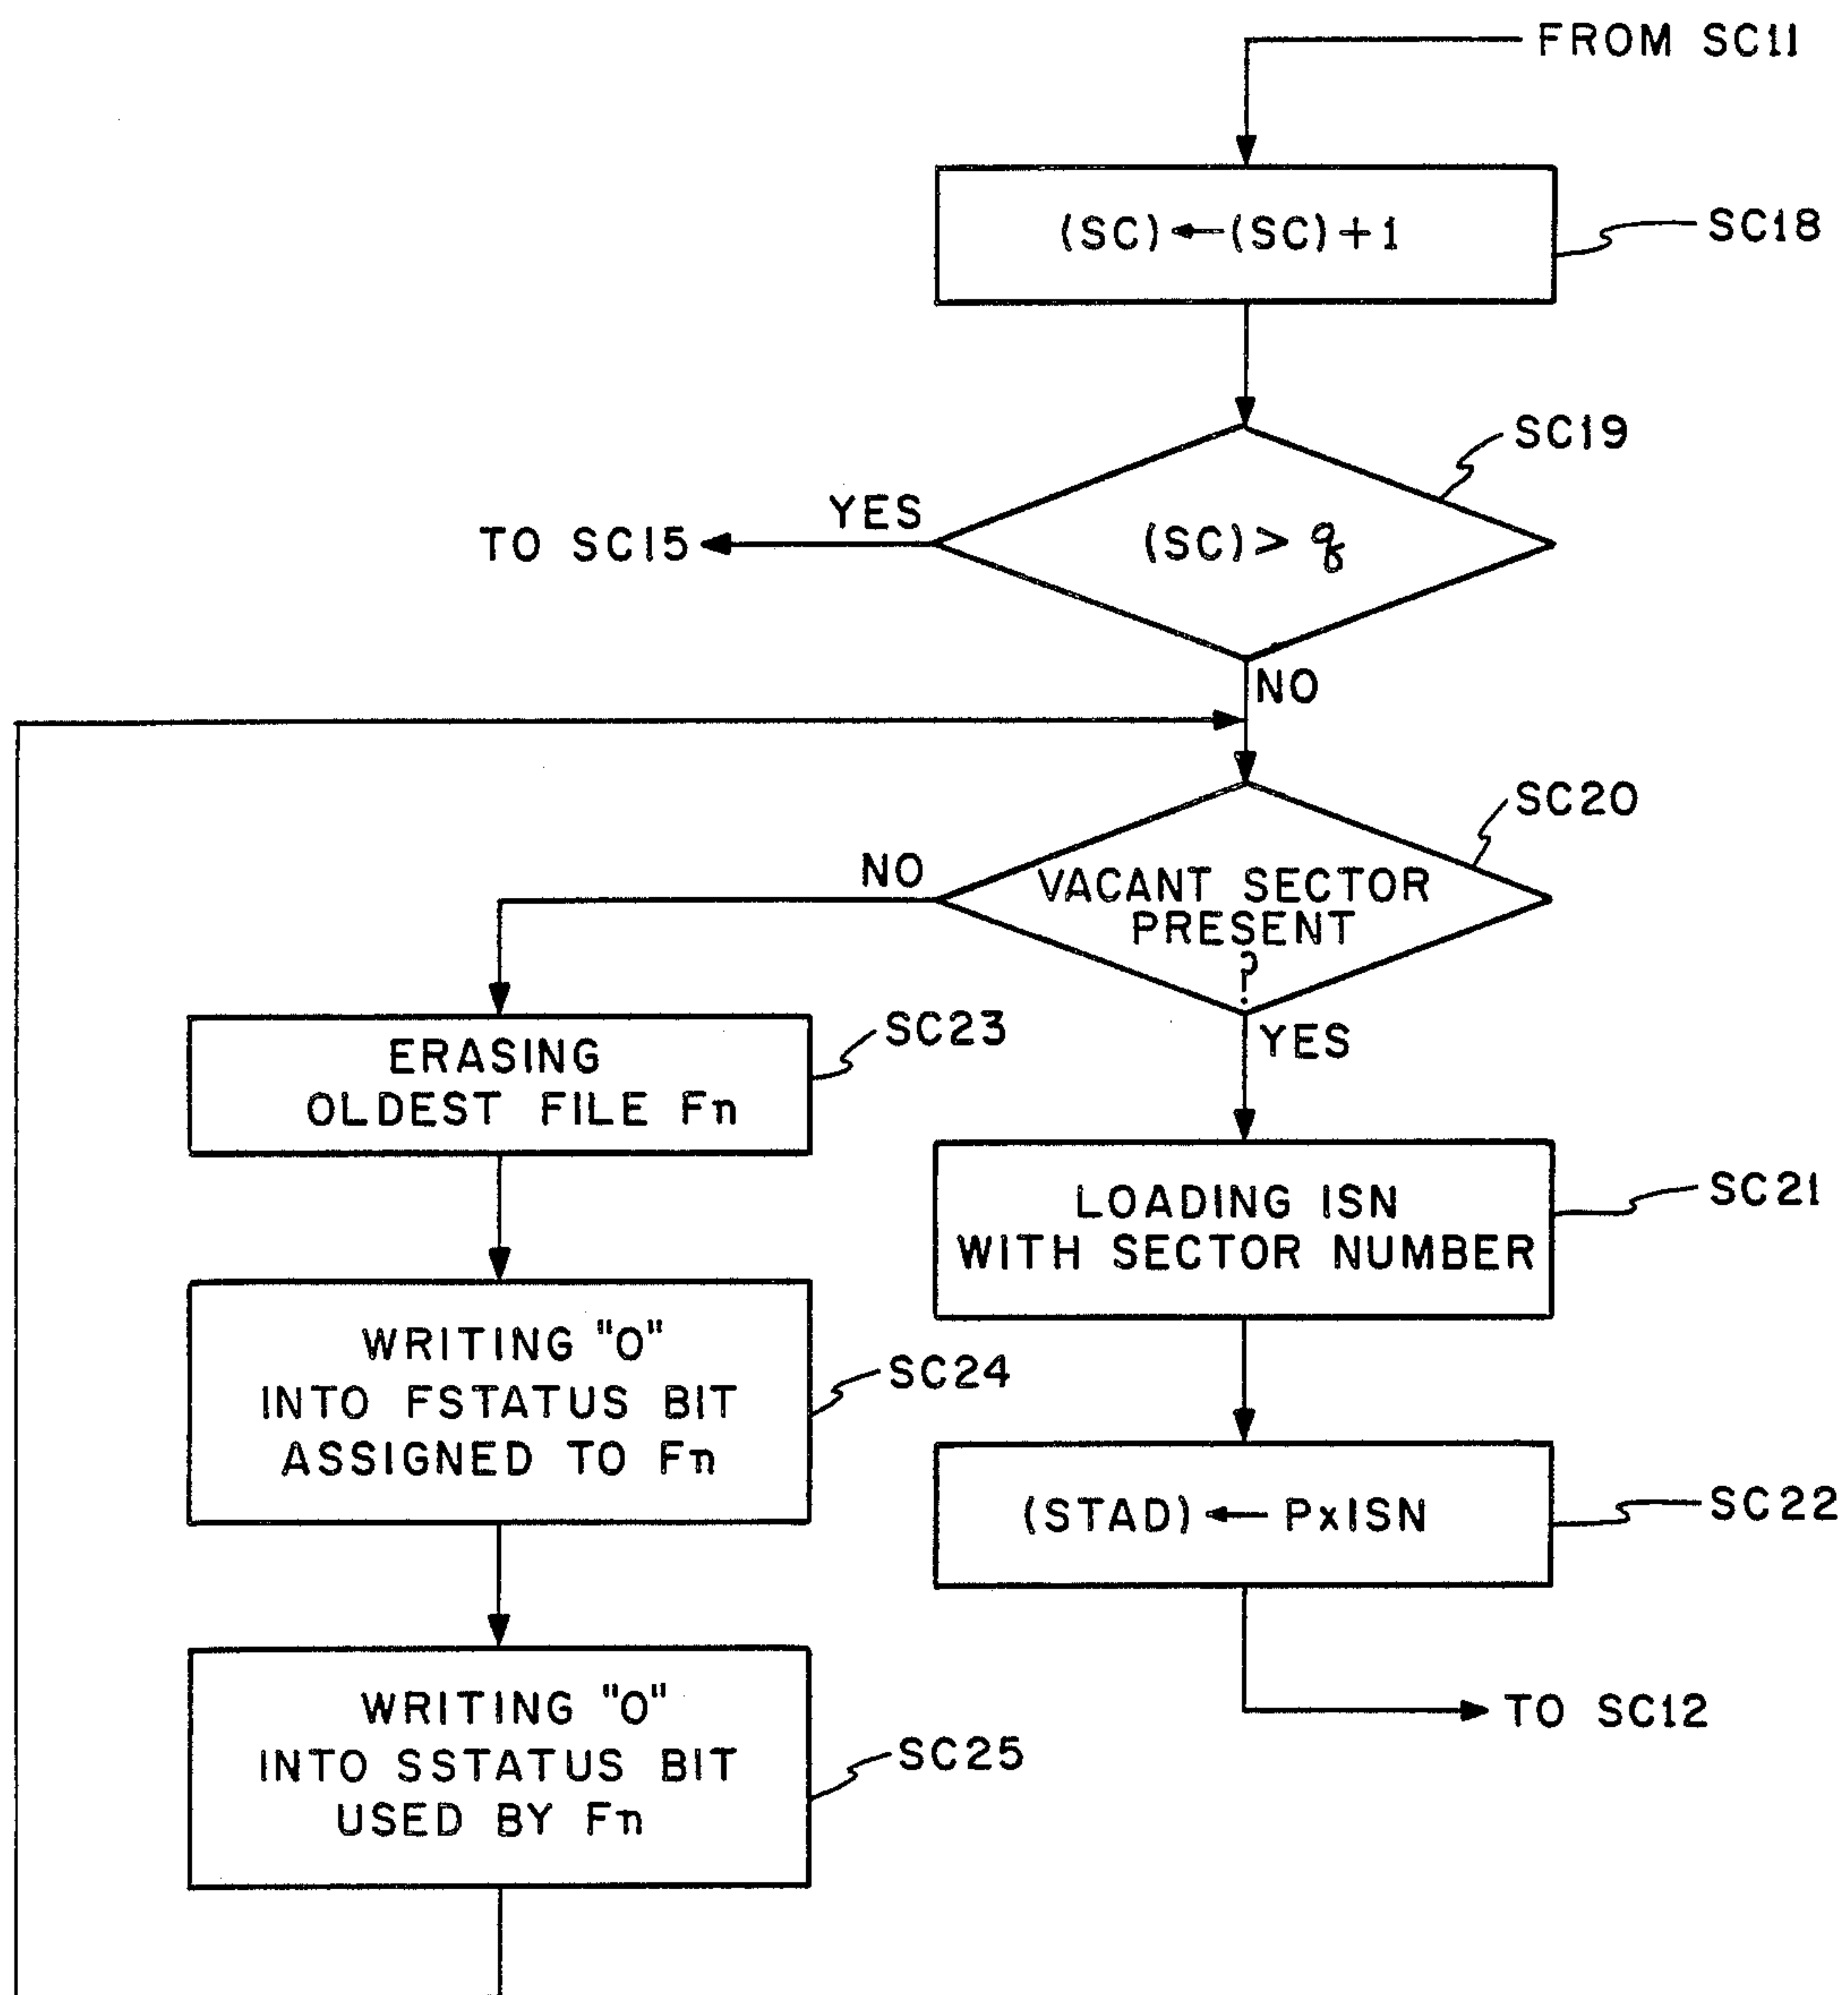 FROM SC11
(SC)←(SC)+1
SC18
SC19
YES
TO SC15
(SC)> q
NO
SC20
NO
VACANT SECTOR
PRESENT
?
YES
SC23
ERASING
OLDEST FILE Fn
SC21
LOADING ISN
WITH SECTOR NUMBER
WRITING "0"
INTO FSTATUS BIT
ASSIGNED TO Fn
SC24
(STAD)← PxISN
SC22
WRITING "0"
INTO SSTATUS BIT
USED BY Fn
SC25
TO SC12